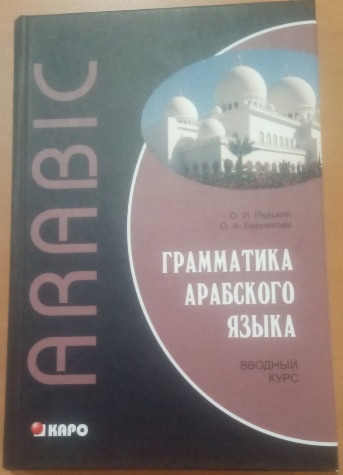 ARABIC
О. И. Редькин
О. А. Берникова
ГРАММАТИКА
АРАБСКОГО
ЯЗЫКА
ВВОДНЫЙ
КУРС
КАРО